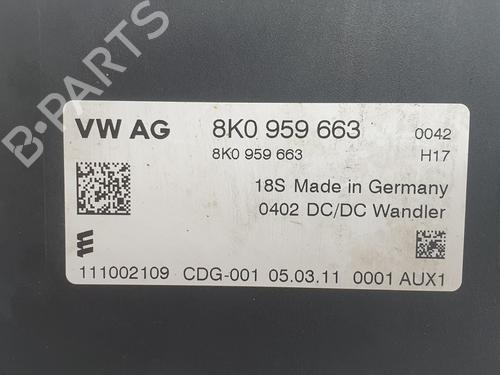 B-PARTS
VW AG 8K0 959 663 0042
8K0 959 663 H17
18S Made in Germany
0402 DC/DC Wandler
111002109 CDG-001 05.03.11 0001 AUX1